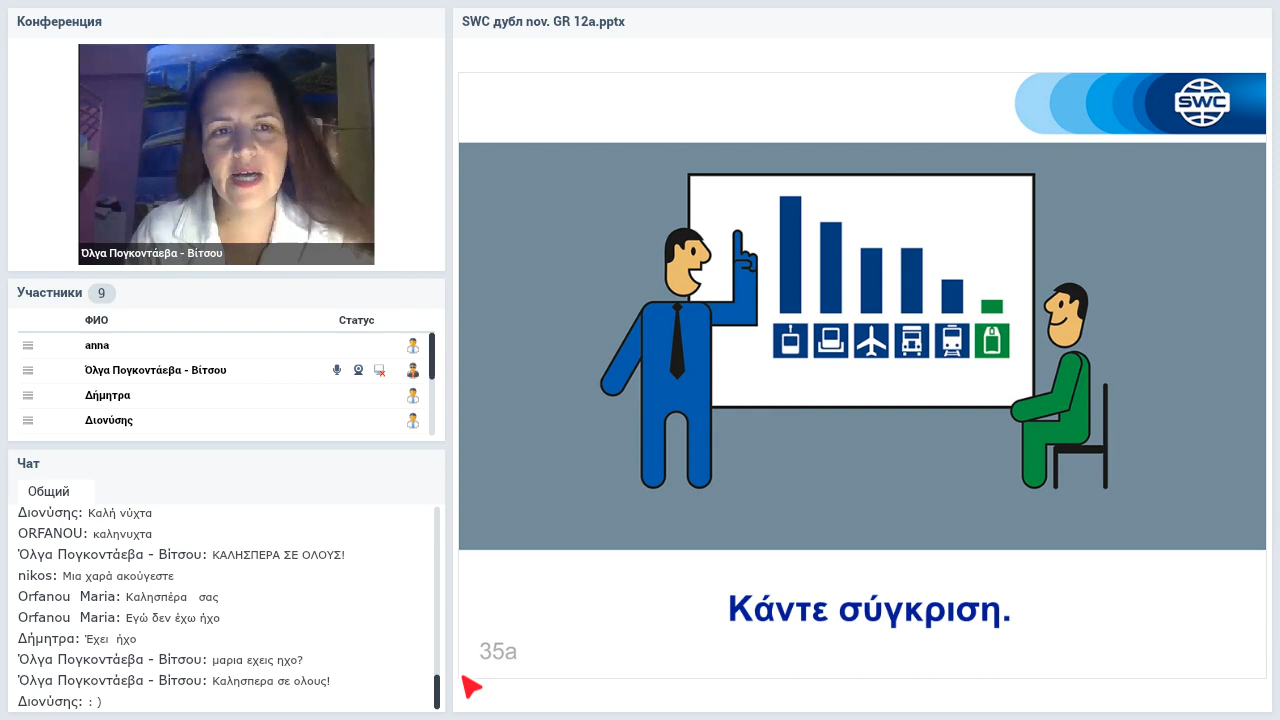 Конференция
Όλγα Πογκοντάεβα - Βίτσου
Участники 9
ФИО Статус
anna
Όλγα Πογκοντάεβα - Βίτσου
Δήμητρα
Διονύσης
Чат
Общий
Διονύσης: Καλή νύχτα
ORFANOU: καληνυχτα
Όλγα Πογκοντάεβα - Βίτσου: ΚΑΛΗΣΠΕΡΑ ΣΕ ΟΛΟΥΣ!
nikos: Μια χαρά ακούγεστε
Orfanou Maria: Καλησπέρα σας
Orfanou Maria: Εγώ δεν έχω ήχο
Δήμητρα: Έχει ήχο
Όλγα Πογκοντάεβα - Βίτσου: μαρια εχεις ηχο?
Όλγα Πογκοντάεβα - Βίτσου: Καλησπερα σε ολους!
Διονύσης: : )
SWC дубл nov. GR 12a.pptx
SWC
Κάντε σύγκριση.
35a